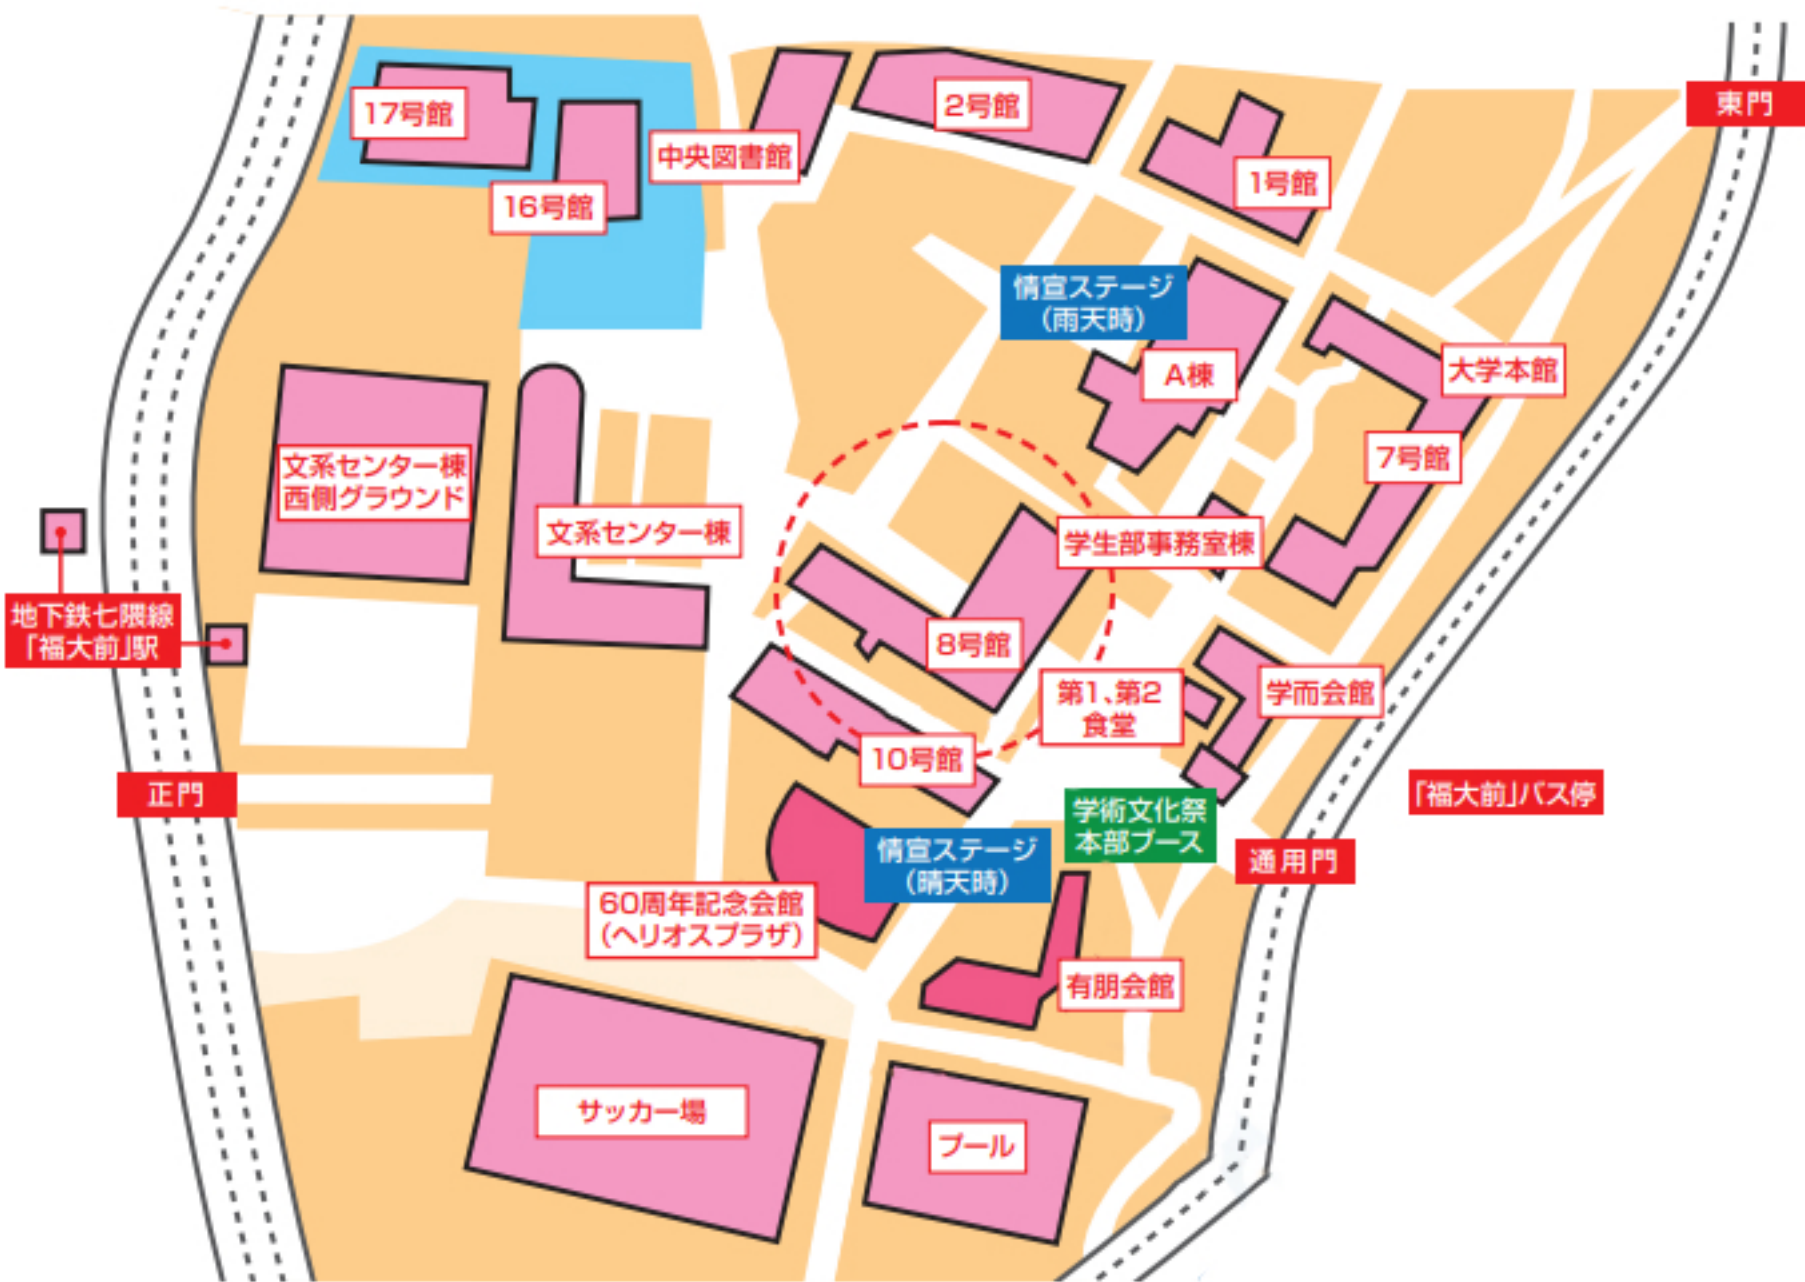 17号館
16号館
中央図書館
2号館
1号館
東門
情宣ステージ
（雨天時）
A棟
大学本館
7号館
文系センター棟
西側グラウンド
文系センター棟
学生部事務室棟
地下鉄七隈線
「福大前」駅
8号館
第1、第2
食堂
学而会館
10号館
正門
「福大前」バス停
学術文化祭
本部ブース
情宣ステージ
（晴天時）
通用門
60周年記念会館
（ヘリオスプラザ）
有朋会館
サッカー場
プール